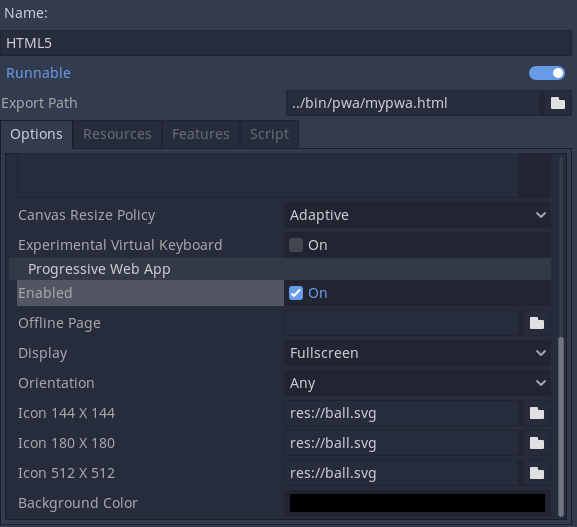 Name:
HTML5
Runnable
Export Path ../bin/pwa/mypwa.html
Options Resources Features Script
Canvas Resize Policy Adaptive
Experimental Virtual Keyboard On
Progressive Web App
Enabled On
Offline Page
Display Fullscreen
Orientation Any
Icon 144 X 144 res://ball.svg
Icon 180 X 180 res://ball.svg
Icon 512 X 512 res://ball.svg
Background Color